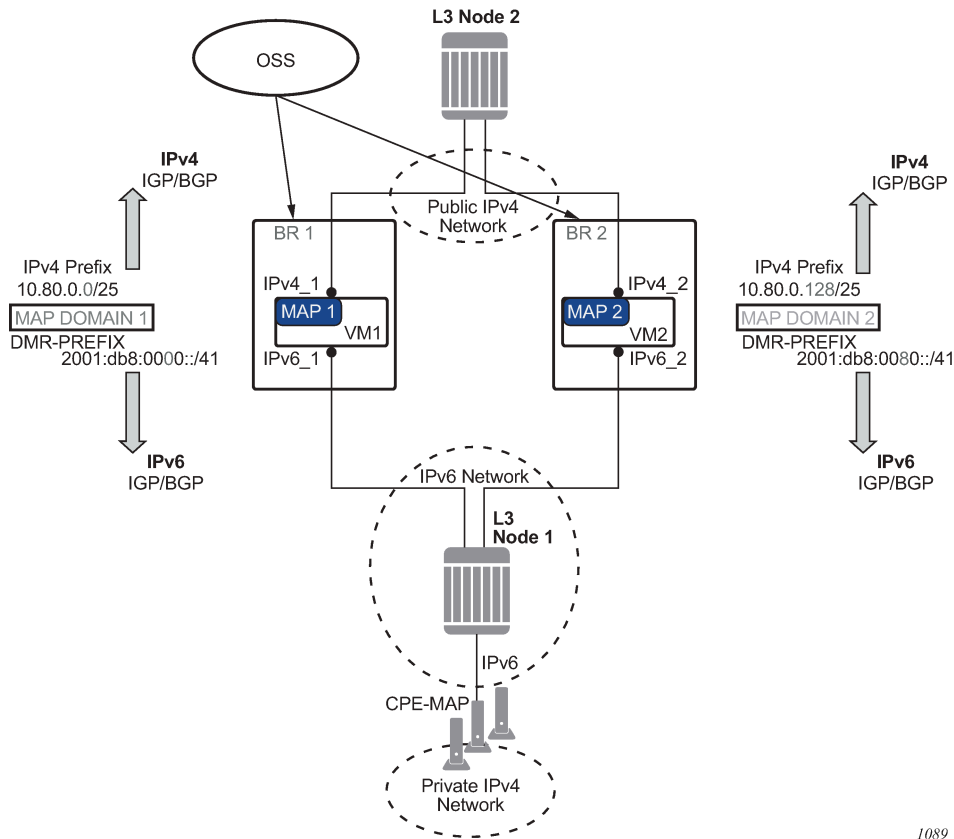 L3 Node 2
OSS
IPv4
IGP/BGP
IPv4
IGP/BGP
Public IPv4
Network
BR 1
BR 2
IPv4 Prefix
10.80.0.0/25
MAP DOMAIN 1
DMR-PREFIX
2001:db8:0000::/41
IPv4_1
MAP 1
VM1
IPv6_1
IPv4_2
MAP 2
VM2
IPv6_2
IPv4 Prefix
10.80.0.128/25
MAP DOMAIN 2
DMR-PREFIX
2001:db8:0080::/41
IPv6
IGP/BGP
IPv6
IGP/BGP
IPv6 Network
L3
Node 1
IPv6
CPE-MAP
Private IPv4
Network
1089